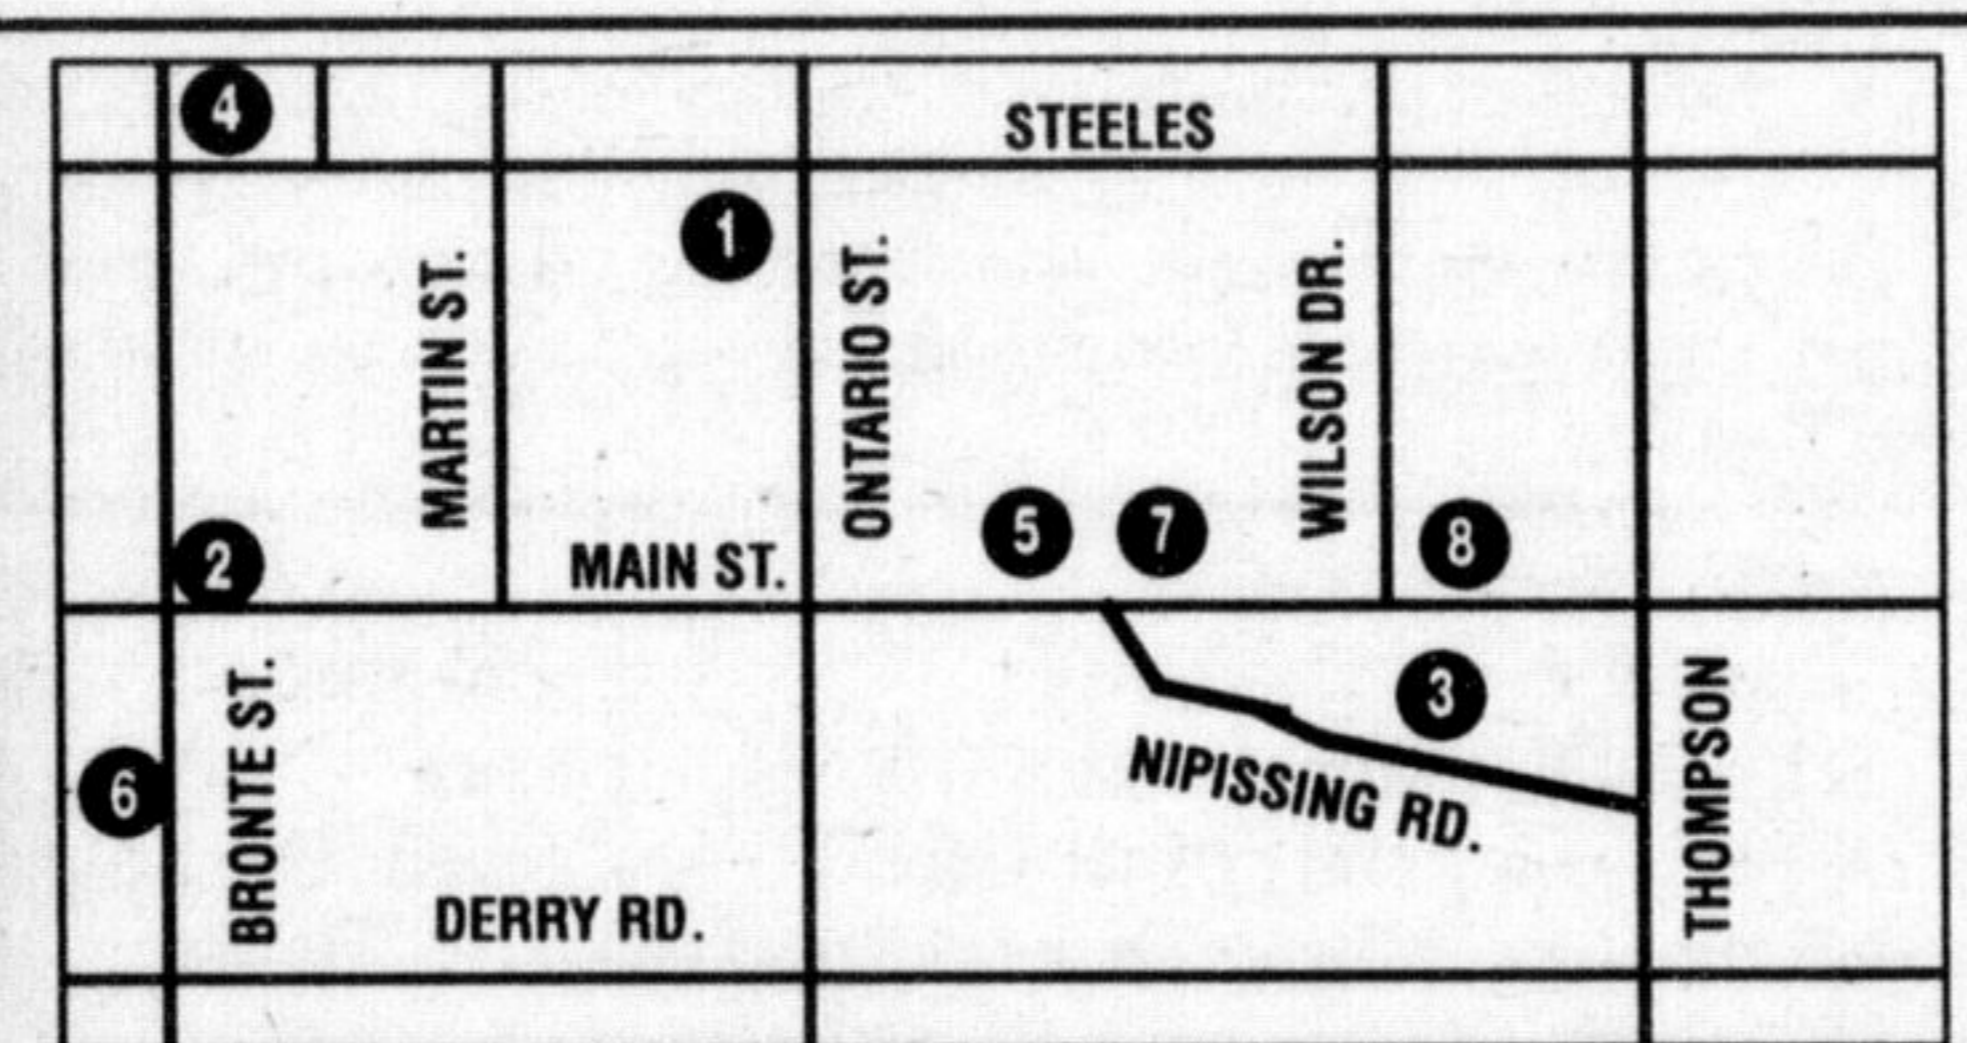 4
STEELES
1
MARTIN ST.
ONTARIO ST.
WILSON DR.
5
7
8
2
MAIN ST.
BRONTE ST.
3
THOMPSON
6
NIPISSING RD.
DERRY RD.